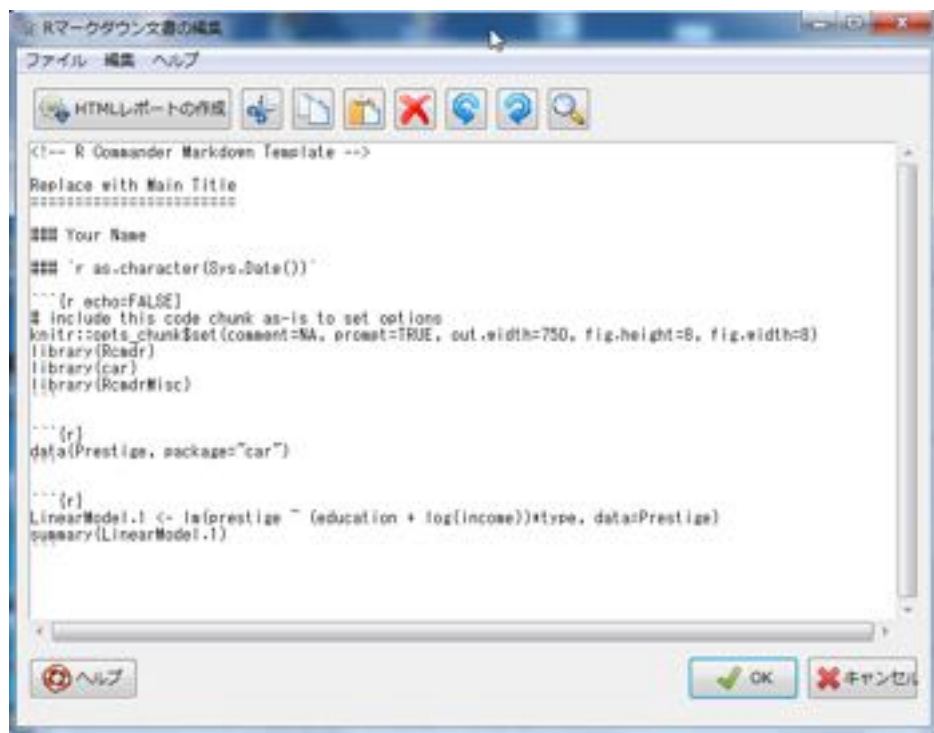 Rマークダウン文書の編集
ファイル 編集 ヘルプ
HTMLレポートの作成
<!-- R Commander Markdown Template -->
Replace with Main Title
=======================
### Your Name
### `r as.character(Sys.Date())`
```{r echo=FALSE}
# include this code chunk as-is to set options
knitr::opts_chunk$set(comment=NA, prompt=TRUE, out.width=750, fig.height=8, fig.width=8)
library(Rcmdr)
library(car)
library(RcmdrMisc)
```
```{r}
data(Prestige, package="car")
```
```{r}
LinearModel.1 <- lm(prestige ~ (education + log(income))*type, data=Prestige)
summary(LinearModel.1)
```
ヘルプ
OK
キャンセル